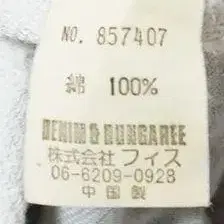 NO. 857407
綿 100%
DENIM & DUNGAREE
株式会社 フィス
06-6209-0928
中国製